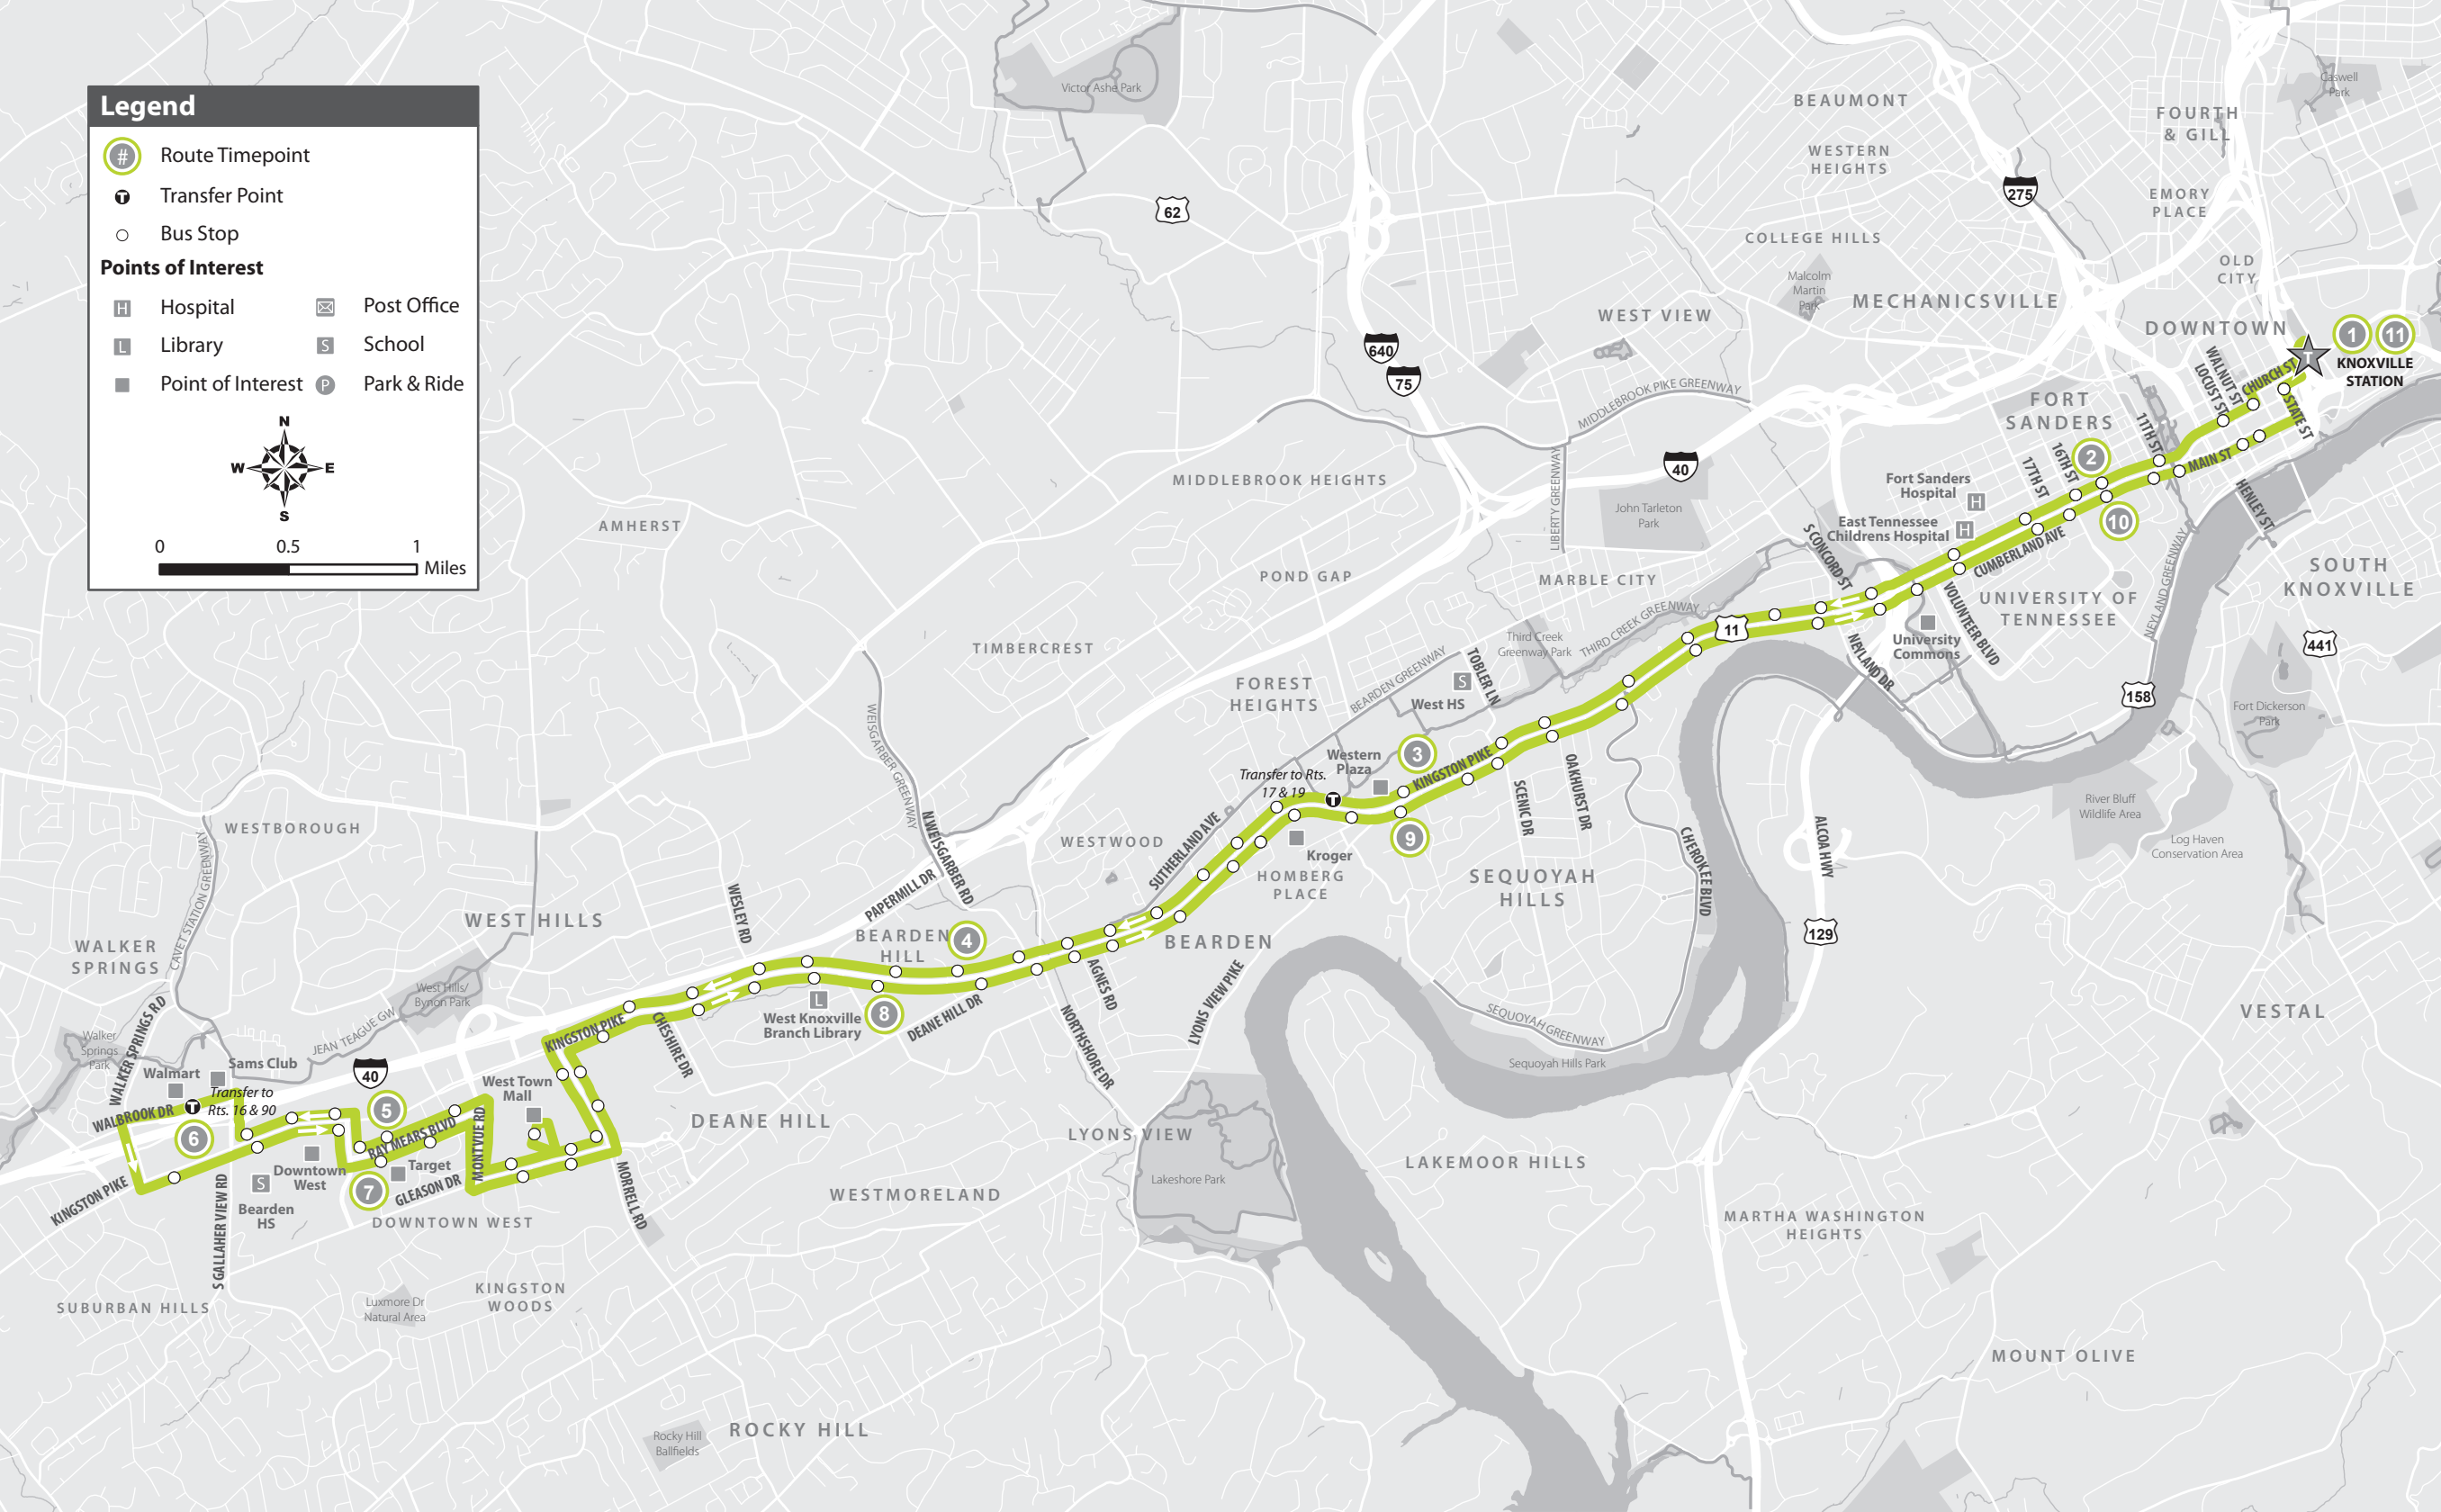 Legend
# Route Timepoint
T Transfer Point
Bus Stop
Points of Interest
H Hospital
Post Office
L Library
S School
Point of Interest
P Park & Ride
N
W E
S
0 0.5 1
Miles
Victor Ashe Park
62
640
75
BEAUMONT
WESTERN
HEIGHTS
275
FOURTH
& GILL
Caswell
Park
EMORY
PLACE
COLLEGE HILLS
Malcolm
Martin
Park
OLD
CITY
MECHANICSVILLE
WEST VIEW
DOWNTOWN
1 11
KNOXVILLE
STATION
T
WALNUT ST
LOCUST ST
CHURCH ST
STATE ST
MAIN ST
HENLEY ST
11TH ST
16TH ST
17TH ST
FORT
SANDERS
2
10
Fort Sanders
Hospital
H
East Tennessee
Childrens Hospital
H
CUMBERLAND AVE
S CONCORD ST
VOLUNTEER BLVD
UNIVERSITY OF
TENNESSEE
University
Commons
NEYLAND DR
NEYLAND GREENWAY
SOUTH
KNOXVILLE
441
158
Fort Dickerson
Park
River Bluff
Wildlife Area
Log Haven
Conservation Area
MIDDLEBROOK PIKE GREENWAY
40
LIBERTY GREENWAY
John Tarleton
Park
MIDDLEBROOK HEIGHTS
AMHERST
POND GAP
MARBLE CITY
TIMBERCREST
FOREST
HEIGHTS
Third Creek
Greenway Park
THIRD CREEK GREENWAY
11
BEARDEN GREENWAY
TOBLER LN
S
West HS
Western
Plaza
3
KINGSTON PIKE
Transfer to Rts.
17 & 19
T
9
Kroger
HOMBERG
PLACE
SCENIC DR
OAKHURST DR
SEQUOYAH
HILLS
CHEROKEE BLVD
ALCOA HWY
129
SUTHERLAND AVE
WESTWOOD
WEISGARBER GREENWAY
N WEISGARBER RD
PAPERMILL DR
WESTBOROUGH
CAVET STATION GREENWAY
WEST HILLS
WESLEY RD
BEARDEN
HILL
4
BEARDEN
AGNES RD
LYONS VIEW PIKE
NORTHSHORE DR
SEQUOYAH GREENWAY
Sequoyah Hills Park
VESTAL
WALKER
SPRINGS
West Hills/
Bynon Park
JEAN TEAGUE GW
WALKER SPRINGS RD
Walker
Springs
Park
KINGSTON PIKE
CHESHIRE DR
L
West Knoxville
Branch Library
8
DEANE HILL DR
Walmart
Sams Club
40
Transfer to
Rts. 16 & 90
T
WALBROOK DR
6
5
RAY MEARS BLVD
West Town
Mall
MONTVUE RD
DEANE HILL
LYONS VIEW
Lakeshore Park
LAKEMOOR HILLS
KINGSTON PIKE
S GALLAHER VIEW RD
S
Bearden
HS
Downtown
West
7
Target
GLEASON DR
DOWNTOWN WEST
MORRELL RD
WESTMORELAND
MARTHA WASHINGTON
HEIGHTS
SUBURBAN HILLS
Luxmore Dr
Natural Area
KINGSTON
WOODS
MOUNT OLIVE
Rocky Hill
Ballfields
ROCKY HILL